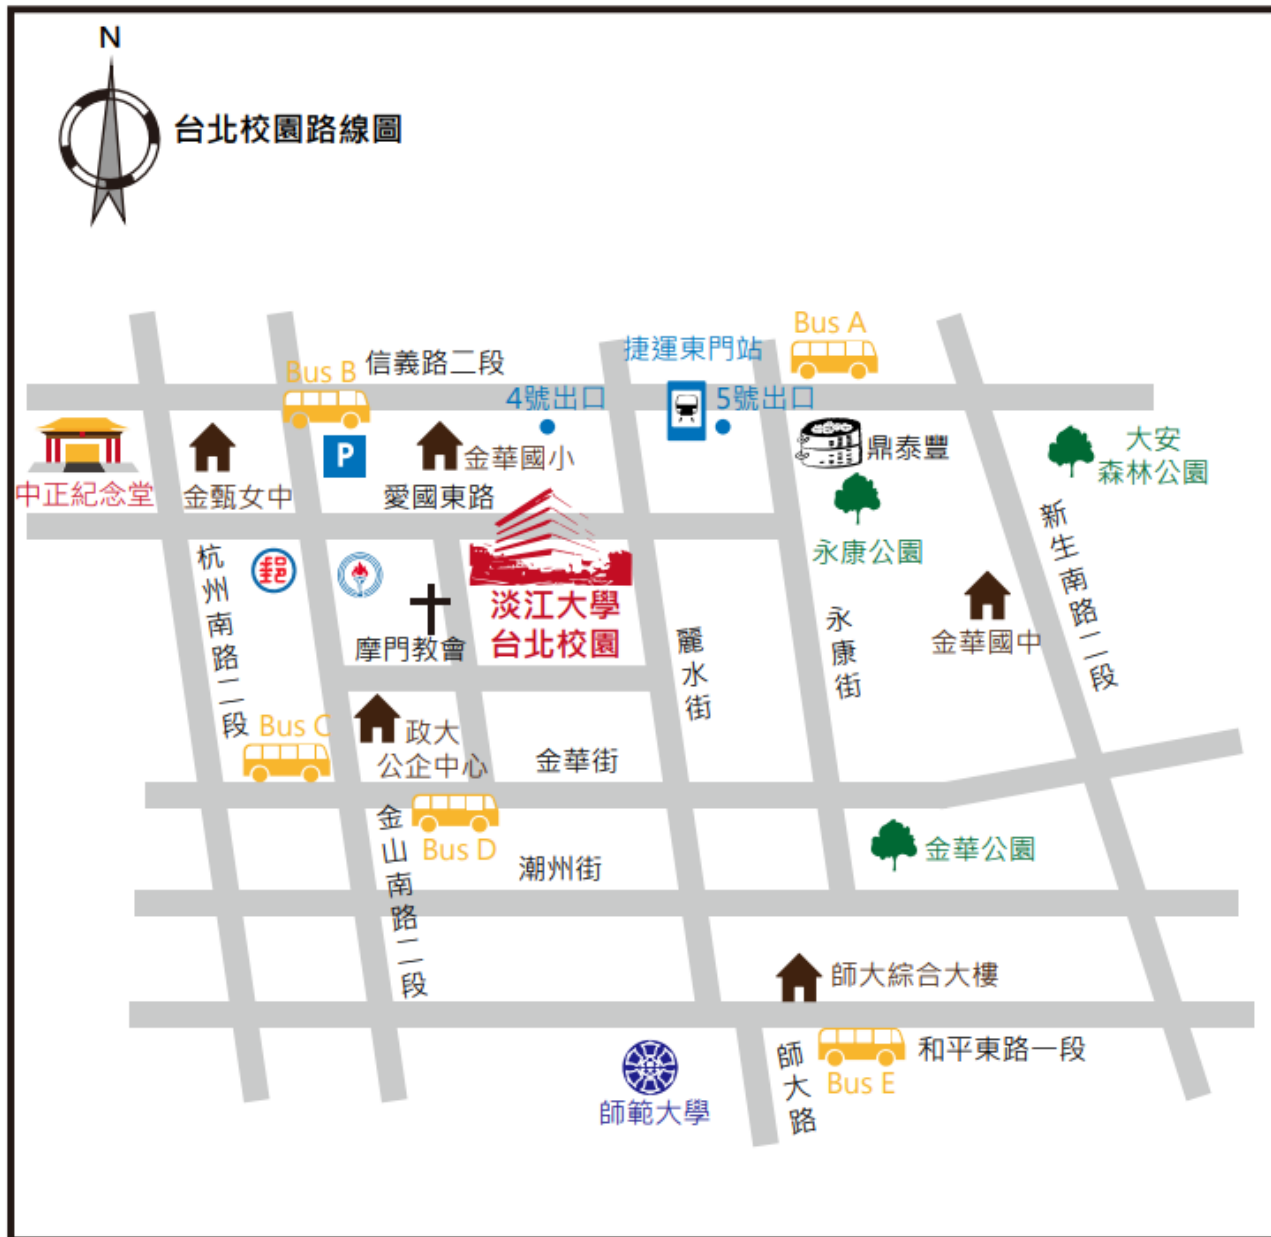 N
台北校園路線圖
Bus A
捷運東門站
信義路二段
Bus B
4號出口
5號出口
P
大安
森林公園
鼎泰豐
金華國小
中正紀念堂
金甌女中
愛國東路
永康公園
新生南路二段
杭州南路二段
郵
淡江大學
台北校園
摩門教會
麗水街
永康街
金華國中
Bus C
政大
公企中心
金華街
金山南路二段
Bus D
潮州街
金華公園
師大綜合大樓
和平東路一段
師大路
Bus E
師範大學